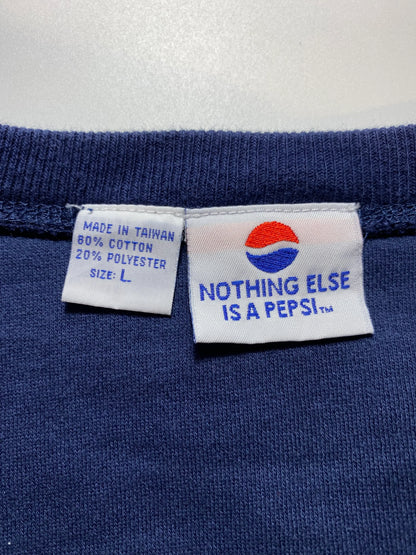 MADE IN TAIWAN
80% COTTON
20% POLYESTER
SIZE: L
NOTHING ELSE
IS A PEPSI™